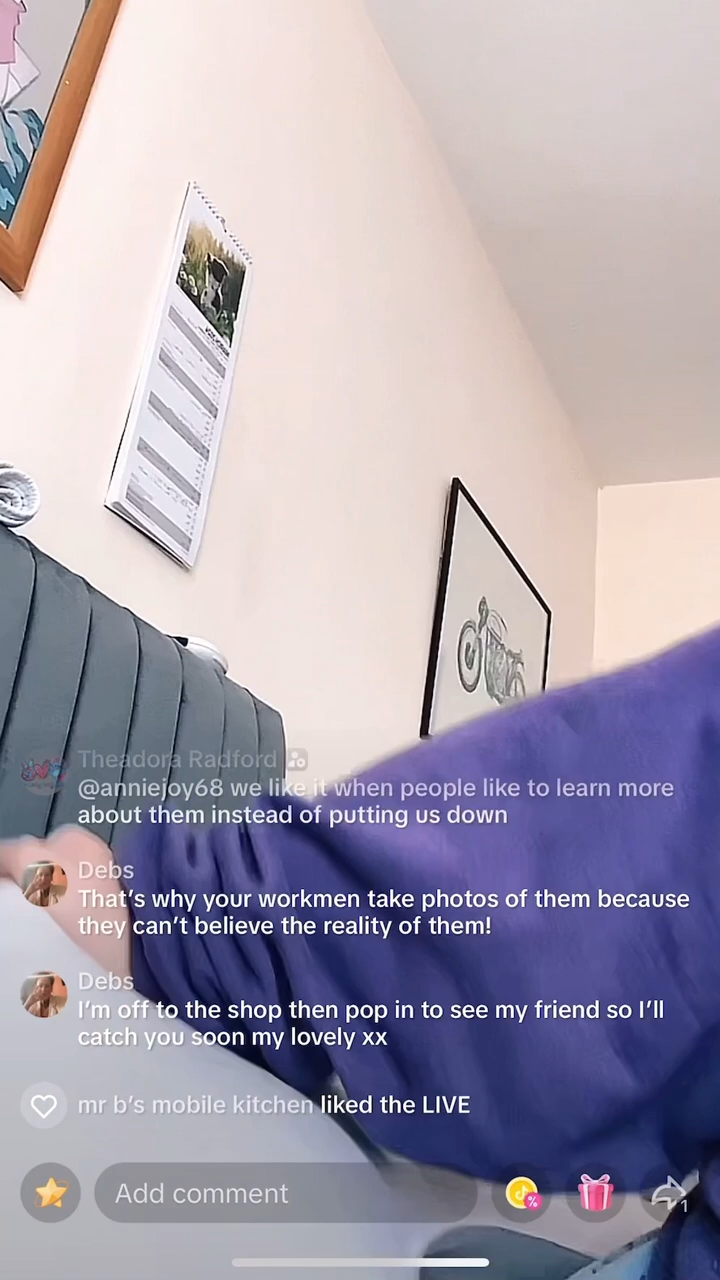 Theadora Radford
@anniejoy68 we like it when people like to learn more
about them instead of putting us down
Debs
That's why your workmen take photos of them because
they can't believe the reality of them!
Debs
I'm off to the shop then pop in to see my friend so I'll
catch you soon my lovely xx
mr b's mobile kitchen liked the LIVE
Add comment
1